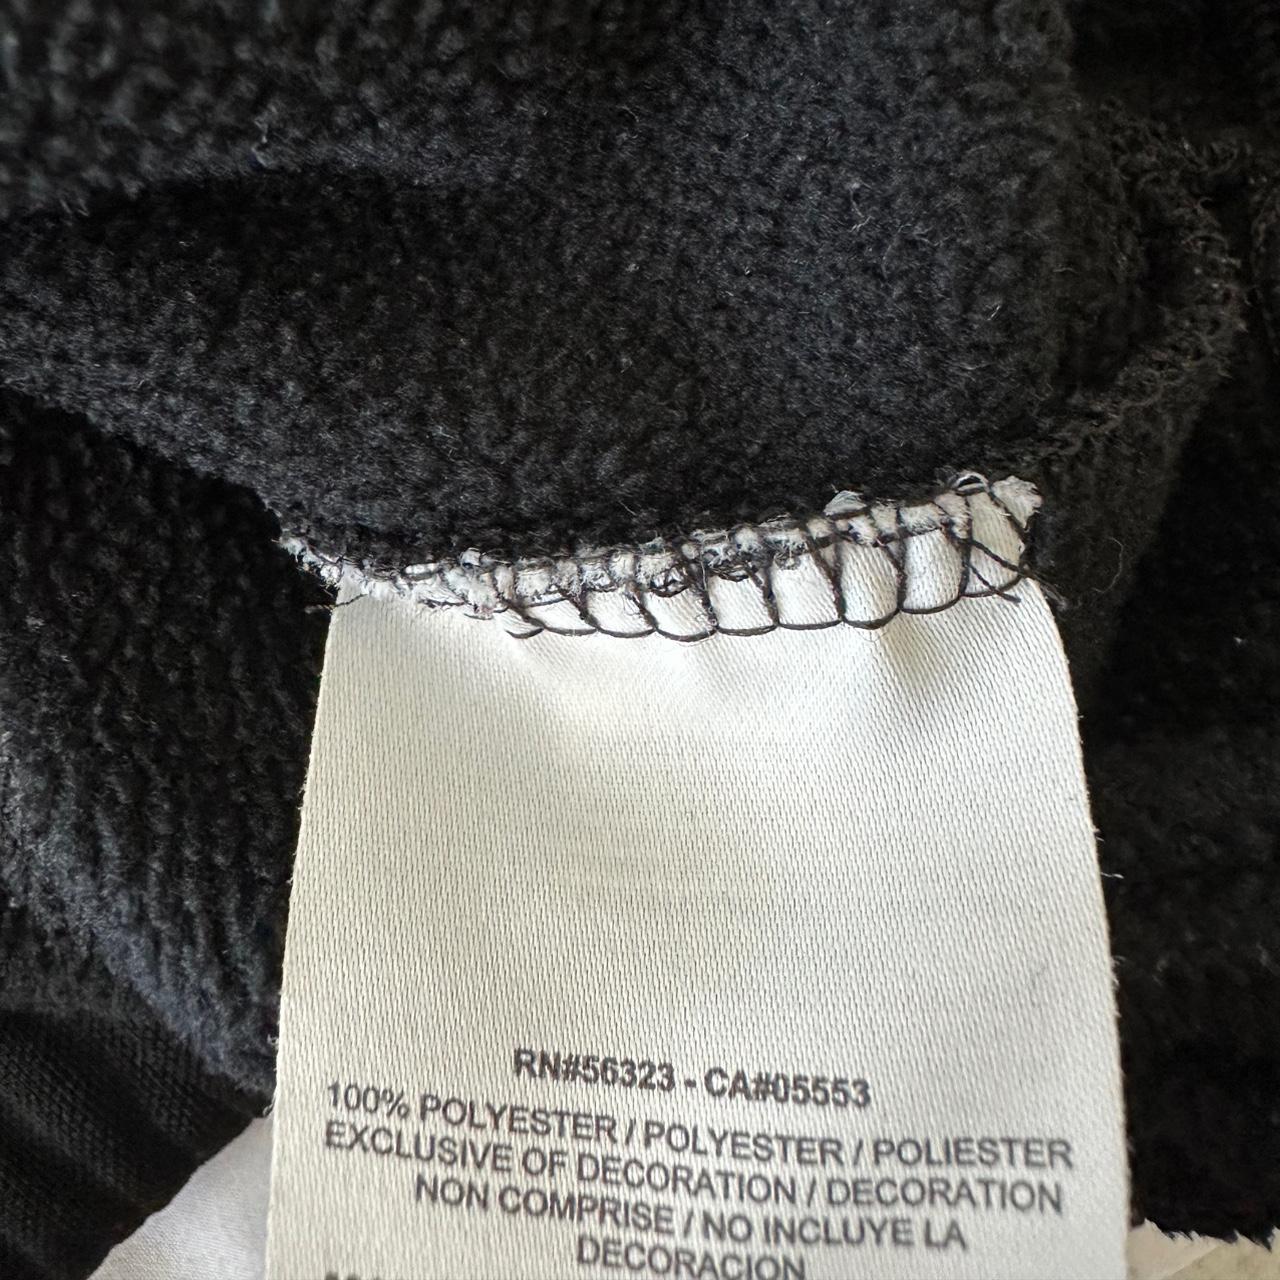 RN#56323 - CA#05553
100% POLYESTER / POLYESTER / POLIESTER
EXCLUSIVE OF DECORATION / DECORATION
NON COMPRISE / NO INCLUYE LA
DECORACION